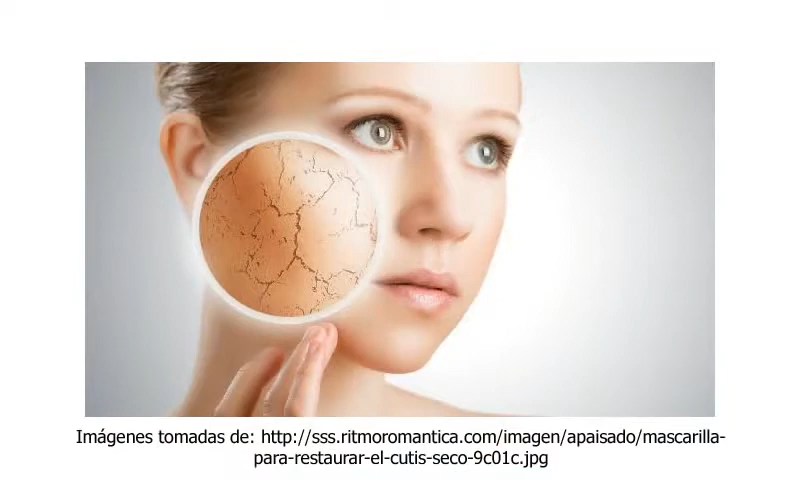 Imágenes tomadas de: http://sss.ritmoromantica.com/imagen/apaisado/mascarilla-
para-restaurar-el-cutis-seco-9c01c.jpg